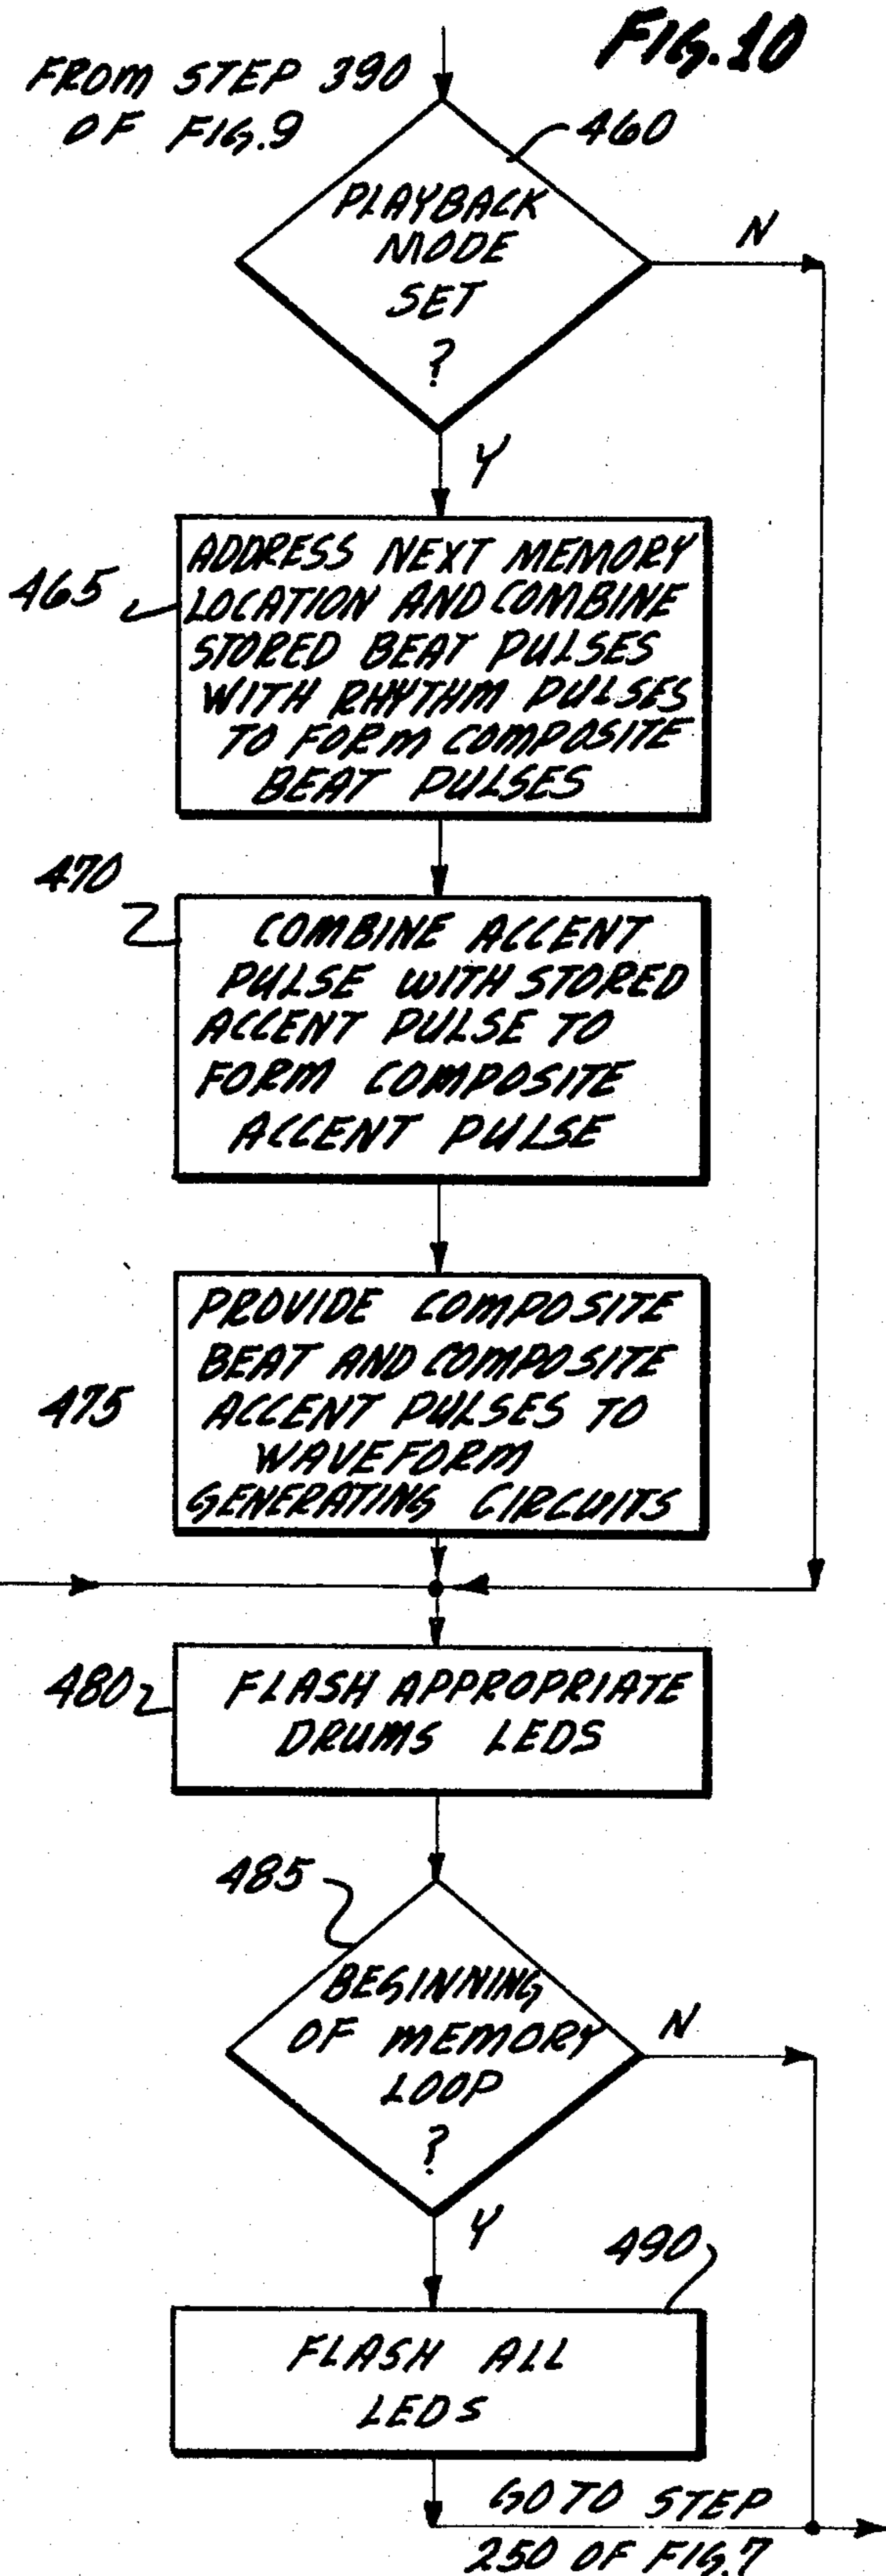 FIG. 10
FROM STEP 390
OF FIG. 9
460
PLAYBACK
MODE
SET
?
N
Y
465
ADDRESS NEXT MEMORY
LOCATION AND COMBINE
STORED BEAT PULSES
WITH RHYTHM PULSES
TO FORM COMPOSITE
BEAT PULSES
470
COMBINE ACCENT
PULSE WITH STORED
ACCENT PULSE TO
FORM COMPOSITE
ACCENT PULSE
475
PROVIDE COMPOSITE
BEAT AND COMPOSITE
ACCENT PULSES TO
WAVEFORM
GENERATING CIRCUITS
480
FLASH APPROPRIATE
DRUMS LEDS
485
BEGINNING
OF MEMORY
LOOP
?
N
Y
490
FLASH ALL
LEDS
GO TO STEP
250 OF FIG. 7